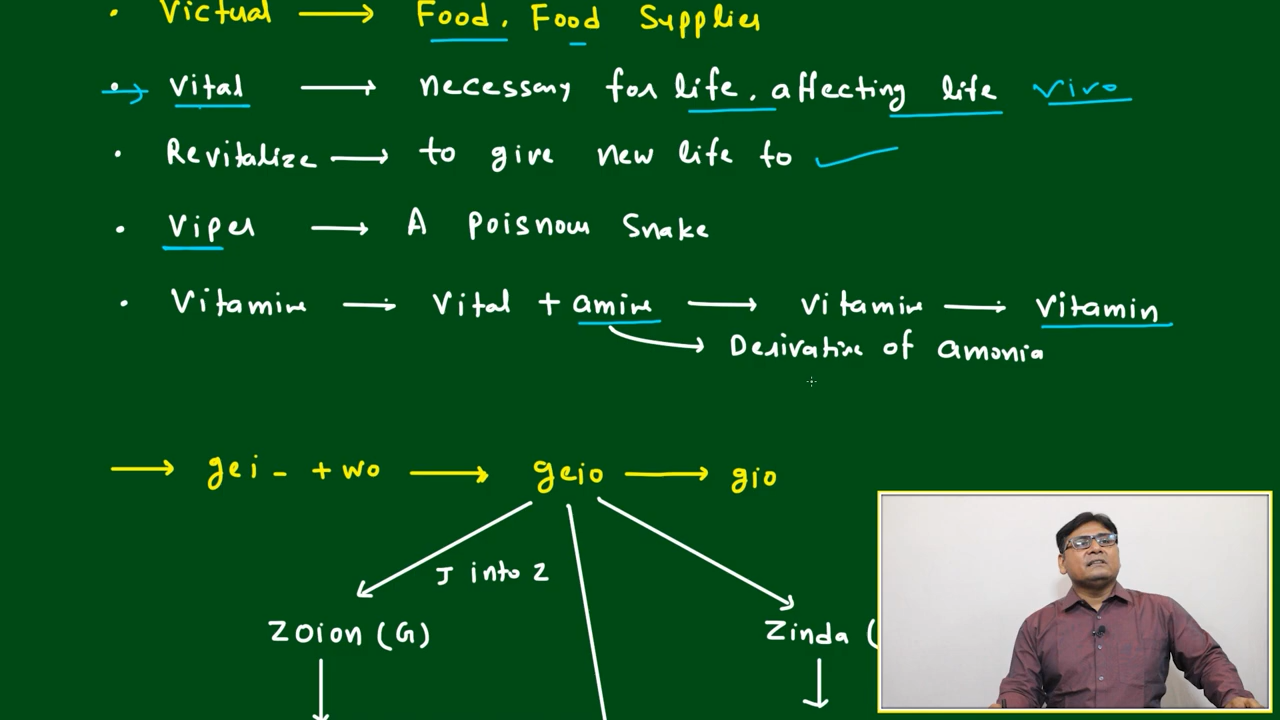 • Victual → Food, Food Supplies
→ Vital → necessary for life, affecting life vivo
• Revitalize → to give new life to ✓
• Viper → A Poisnous Snake
• Vitamine → Vital + amine → vitamine → vitamin
Derivative of amonia
→ gei - + wo → geio → gio
J into Z
Zoion (G) Zinda (